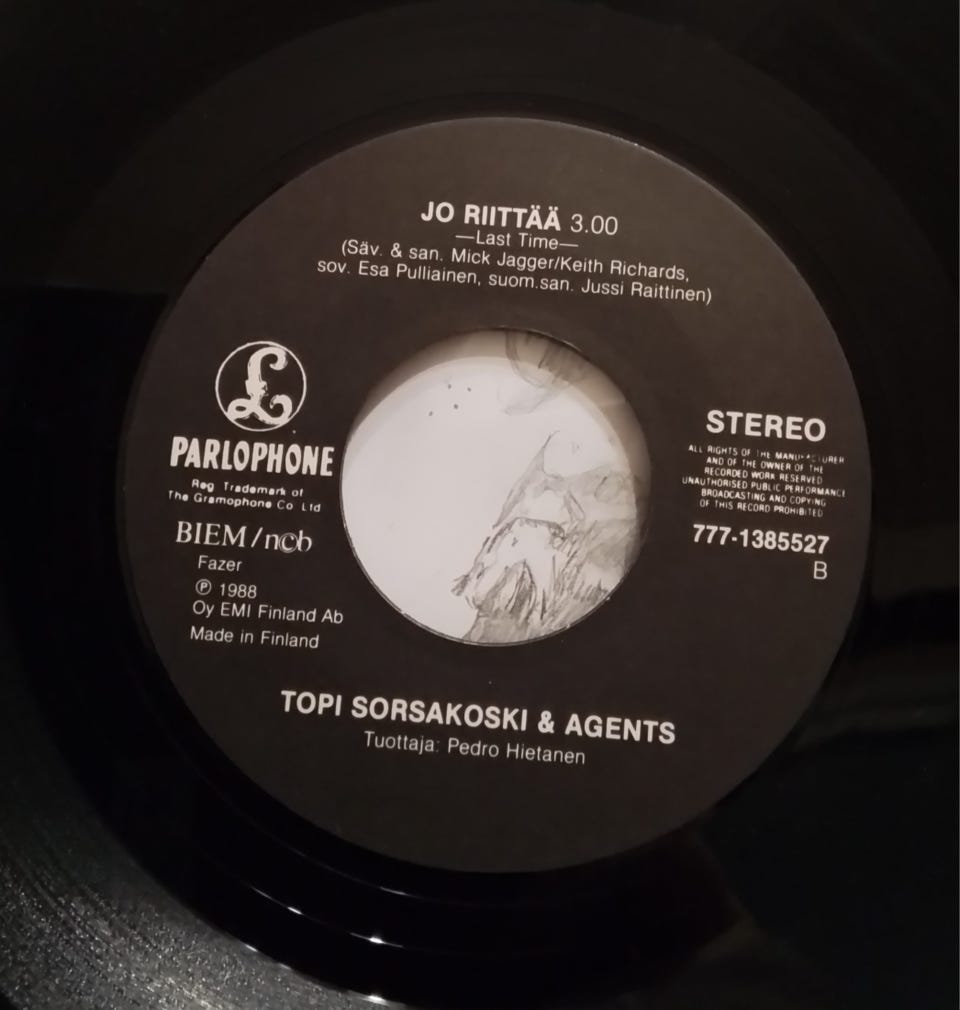 JO RIITTÄÄ 3.00
—Last Time—
(Säv. & san. Mick Jagger/Keith Richards,
sov. Esa Pulliainen, suom.san. Jussi Raittinen)
£
PARLOPHONE
Reg Trademark of
The Gramophone Co Ltd
BIEM/n©b
Fazer
℗ 1988
Oy EMI Finland Ab
Made in Finland
STEREO
ALL RIGHTS OF THE MANUFACTURER
AND OF THE OWNER OF THE
RECORDED WORK RESERVED
UNAUTHORISED PUBLIC PERFORMANCE
BROADCASTING AND COPYING
OF THIS RECORD PROHIBITED
777-1385527
B
TOPI SORSAKOSKI & AGENTS
Tuottaja: Pedro Hietanen